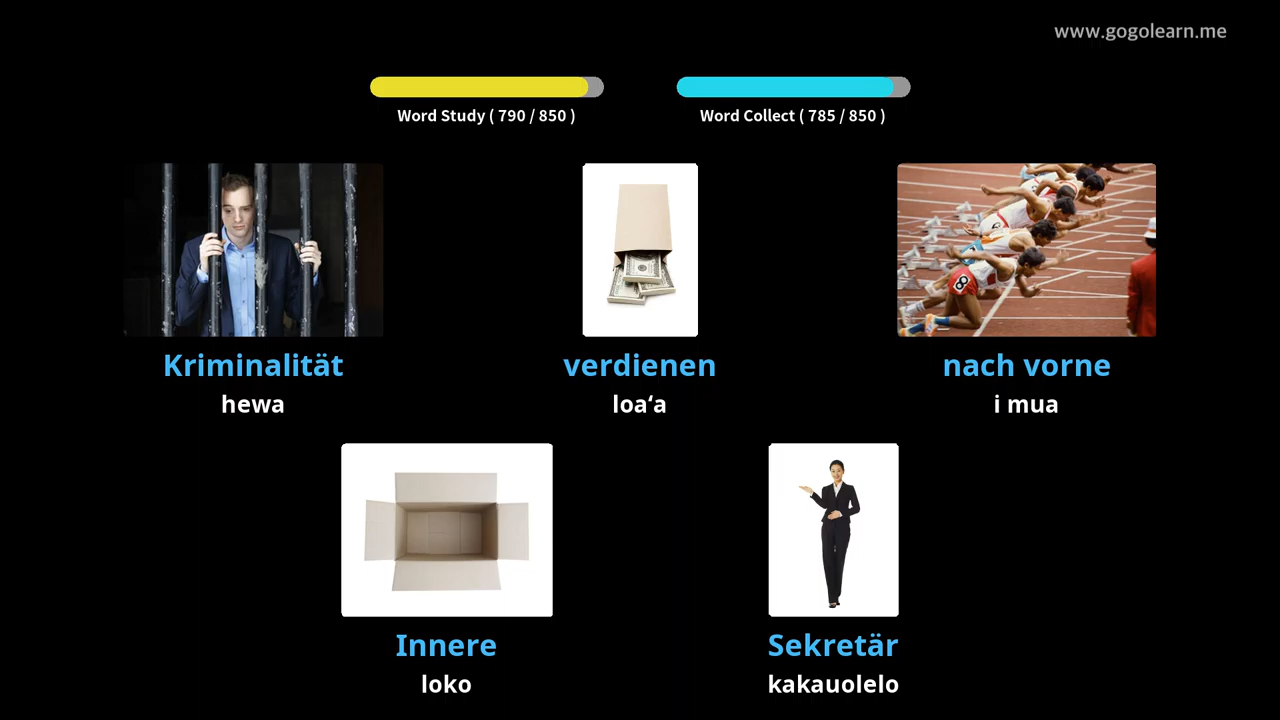 www.gogolearn.me
Word Study ( 790 / 850 )
Word Collect ( 785 / 850 )
Kriminalität
hewa
verdienen
loaʻa
nach vorne
i mua
Innere
loko
Sekretär
kakauolelo